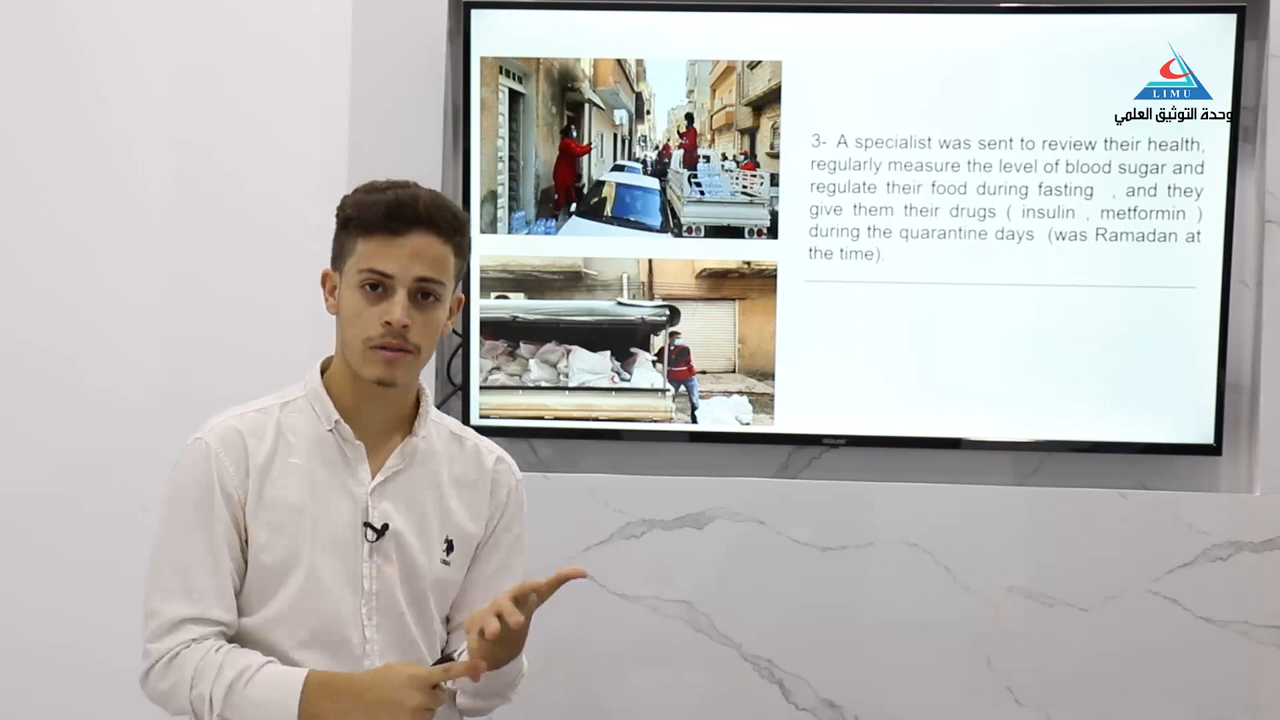 LIMU
وحدة التوثيق العلمي
3- A specialist was sent to review their health,
regularly measure the level of blood sugar and
regulate their food during fasting , and they
give them their drugs ( insulin , metformin )
during the quarantine days (was Ramadan at
the time).